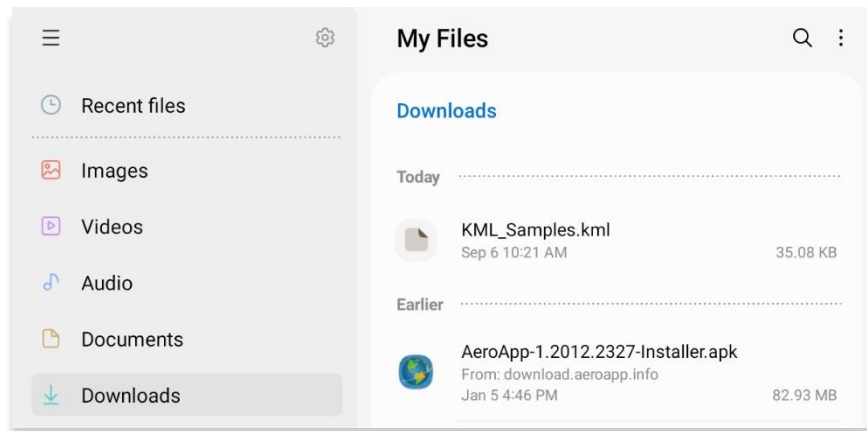 Recent files
Images
Videos
Audio
Documents
Downloads
My Files
Downloads
Today
KML_Samples.kml
Sep 6 10:21 AM 35.08 KB
Earlier
AeroApp-1.2012.2327-Installer.apk
From: download.aeroapp.info
Jan 5 4:46 PM 82.93 MB